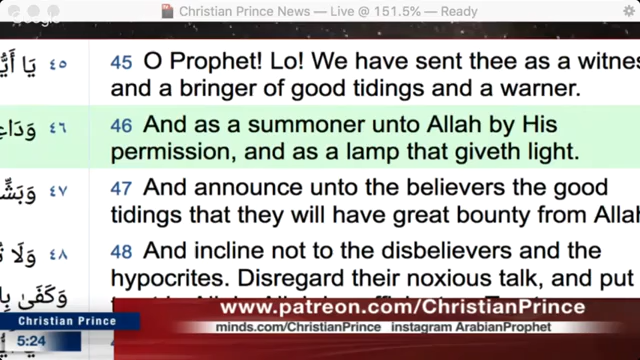 Christian Prince News — Live @ 151.5% — Ready
٤٥
45 O Prophet! Lo! We have sent thee as a
and a bringer of good tidings and a warner.
٤٦
46 And as a summoner unto Allah by His
permission, and as a lamp that giveth light.
٤٧
47 And announce unto the believers the good
tidings that they will have great bounty from
وَلَا ٤٨
48 And incline not to the disbelievers and the
hypocrites. Disregard their noxious talk, and put
وَكَفَىٰ
www.patreon.com/ChristianPrince
Christian Prince
minds.com/ChristianPrince instagram ArabianProphet
5:24